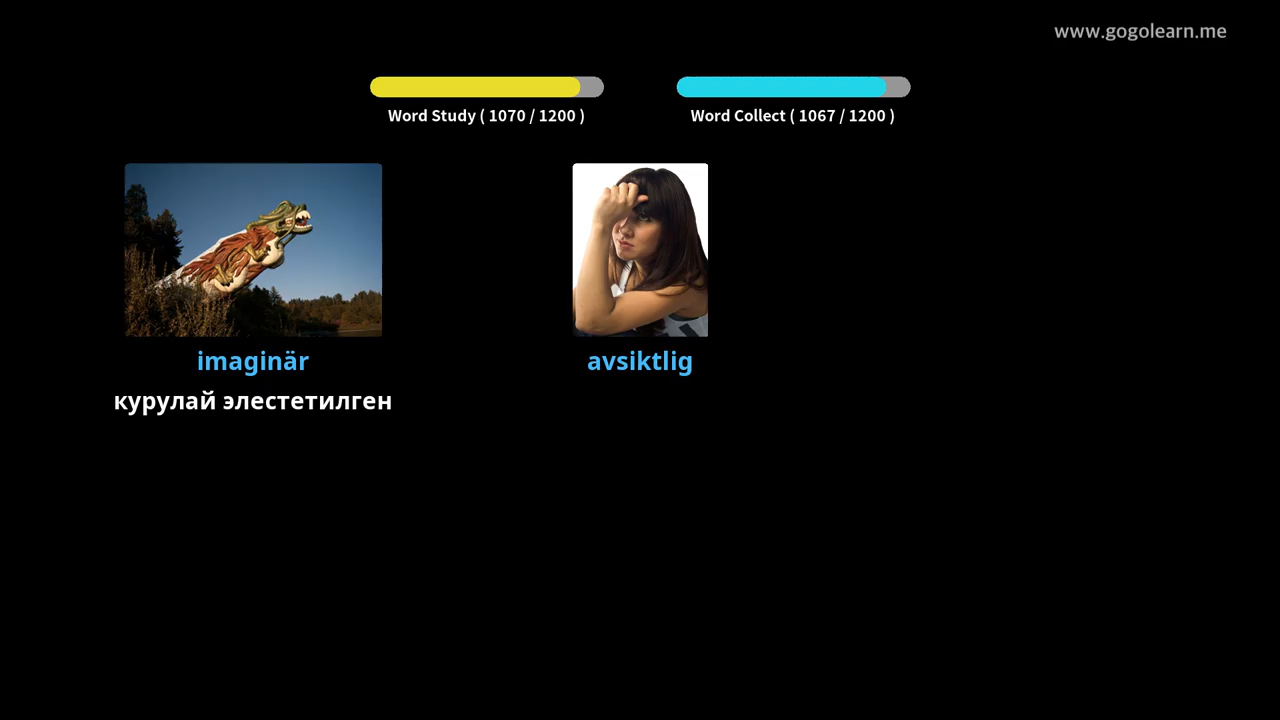 www.gogolearn.me
Word Study ( 1070 / 1200 )
Word Collect ( 1067 / 1200 )
imaginär
avsiktlig
курулай элестетилген